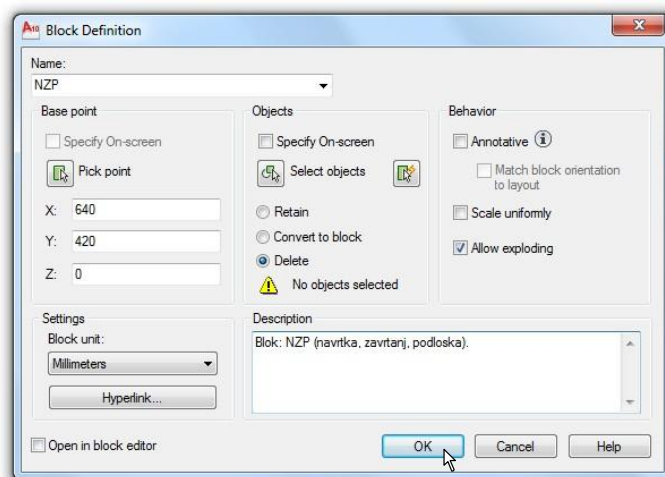 A10 Block Definition
Name:
NZP
Base point
Specify On-screen
Pick point
X: 640
Y: 420
Z: 0
Objects
Specify On-screen
Select objects
Retain
Convert to block
Delete
No objects selected
Behavior
Annotative i
Match block orientation
to layout
Scale uniformly
Allow exploding
Settings
Block unit:
Millimeters
Hyperlink...
Description
Blok: NZP (navrtka, zavrtanj, podloska).
Open in block editor
OK Cancel Help